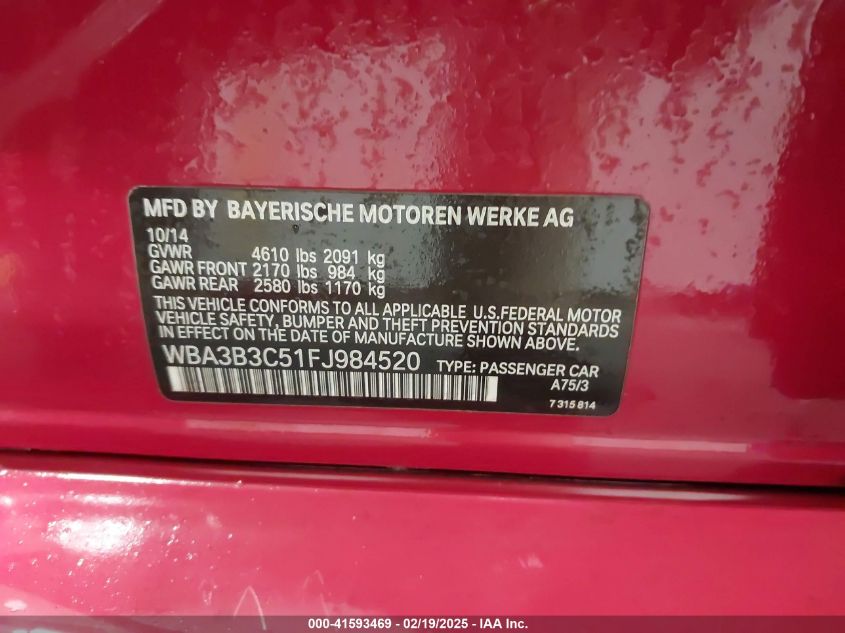 MFD BY BAYERISCHE MOTOREN WERKE AG
10/14
GVWR 4610 lbs 2091 kg
GAWR FRONT 2170 lbs 984 kg
GAWR REAR 2580 lbs 1170 kg
THIS VEHICLE CONFORMS TO ALL APPLICABLE U.S.FEDERAL MOTOR
VEHICLE SAFETY, BUMPER AND THEFT PREVENTION STANDARDS
IN EFFECT ON THE DATE OF MANUFACTURE SHOWN ABOVE.
WBA3B3C51FJ984520 TYPE: PASSENGER CAR
A75/3
7 315 814
000-41593469 - 02/19/2025 - IAA Inc.